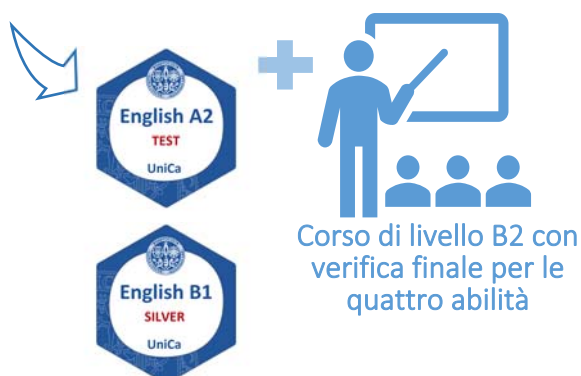 English A2
TEST
UniCa
English B1
SILVER
UniCa
Corso di livello B2 con
verifica finale per le
quattro abilità